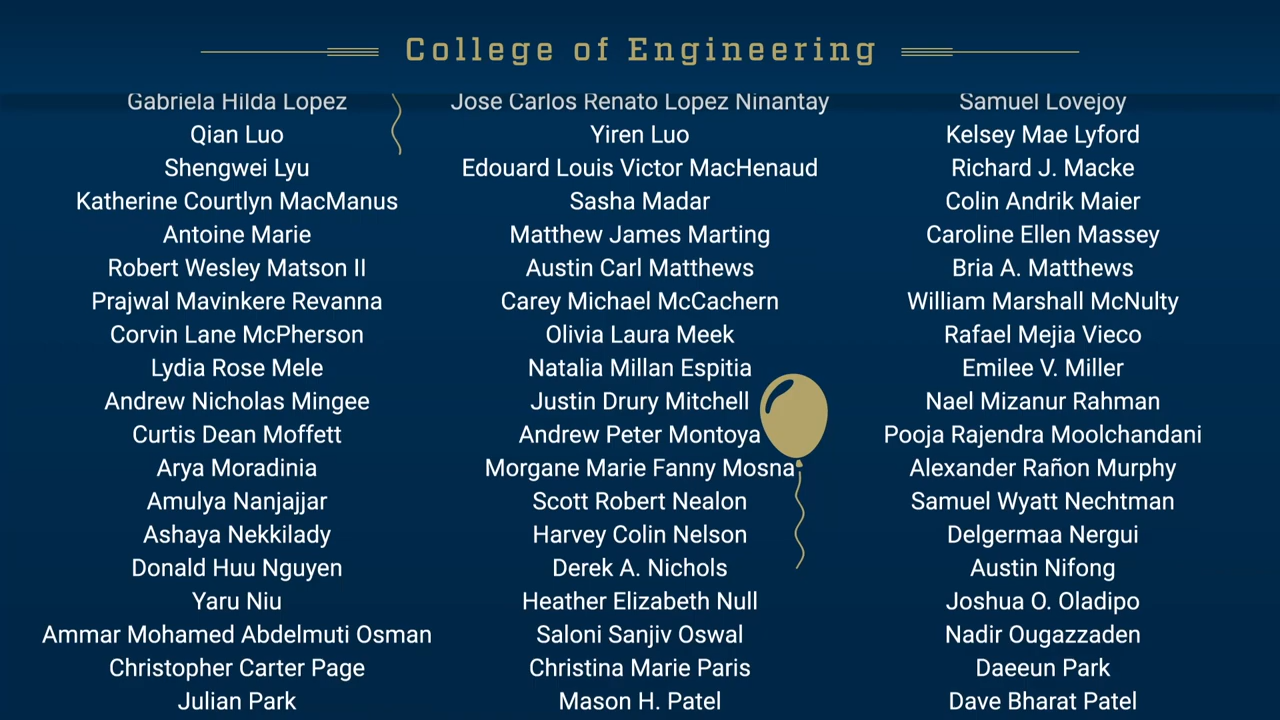 College of Engineering
Gabriela Hilda Lopez Jose Carlos Renato Lopez Ninantay Samuel Lovejoy
Qian Luo Yiren Luo Kelsey Mae Lyford
Shengwei Lyu Edouard Louis Victor MacHenaud Richard J. Macke
Katherine Courtlyn MacManus Sasha Madar Colin Andrik Maier
Antoine Marie Matthew James Marting Caroline Ellen Massey
Robert Wesley Matson II Austin Carl Matthews Bria A. Matthews
Prajwal Mavinkere Revanna Carey Michael McCachern William Marshall McNulty
Corvin Lane McPherson Olivia Laura Meek Rafael Mejia Vieco
Lydia Rose Mele Natalia Millan Espitia Emilee V. Miller
Andrew Nicholas Mingee Justin Drury Mitchell Nael Mizanur Rahman
Curtis Dean Moffett Andrew Peter Montoya Pooja Rajendra Moolchandani
Arya Moradinia Morgane Marie Fanny Mosna Alexander Rañon Murphy
Amulya Nanjajjar Scott Robert Nealon Samuel Wyatt Nechtman
Ashaya Nekkilady Harvey Colin Nelson Delgermaa Nergui
Donald Huu Nguyen Derek A. Nichols Austin Nifong
Yaru Niu Heather Elizabeth Null Joshua O. Oladipo
Ammar Mohamed Abdelmuti Osman Saloni Sanjiv Oswal Nadir Ougazzaden
Christopher Carter Page Christina Marie Paris Daeeun Park
Julian Park Mason H. Patel Dave Bharat Patel